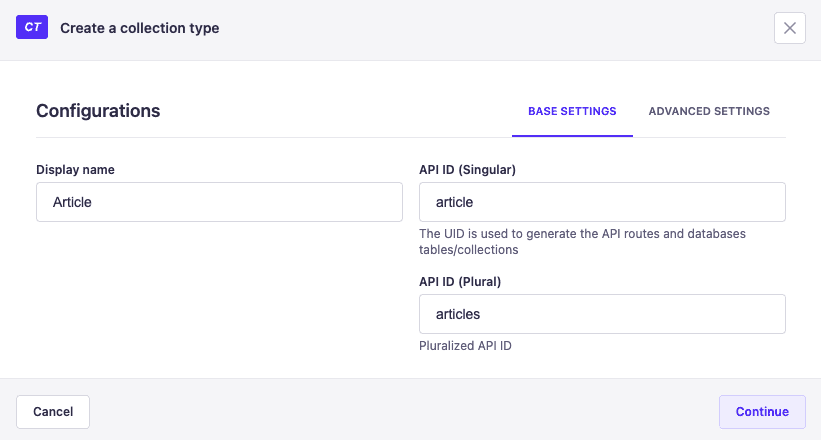 CT Create a collection type
Configurations
BASE SETTINGS ADVANCED SETTINGS
Display name
Article
API ID (Singular)
article
The UID is used to generate the API routes and databases
tables/collections
API ID (Plural)
articles
Pluralized API ID
Cancel
Continue